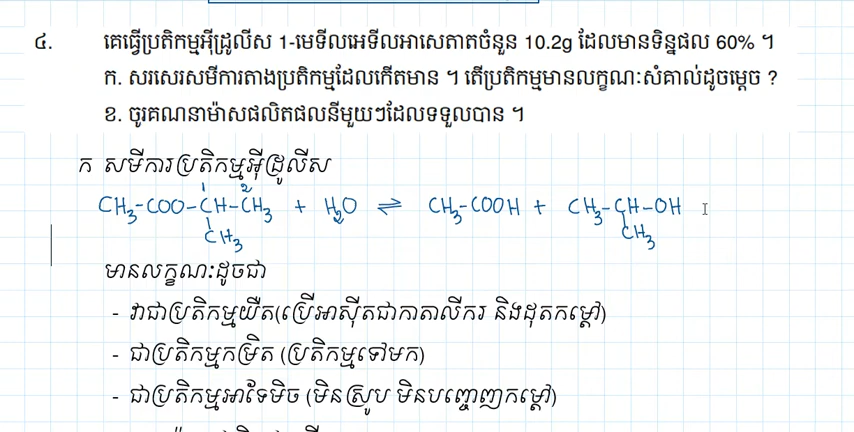 ៤. គេធ្វើប្រតិកម្មអ៊ីដ្រូលីស 1-មេទីលអេទីលអាសេតាតចំនួន 10.2g ដែលមានទិន្នផល 60% ។
ក. សរសេរសមីការតាងប្រតិកម្មដែលកើតមាន ។ តើប្រតិកម្មមានលក្ខណៈសំគាល់ដូចម្តេច ?
ខ. ចូរគណនាម៉ាសផលិតផលនីមួយៗដែលទទួលបាន ។
ក សមីការប្រតិកម្មអ៊ីដ្រូលីស
1 2
CH₃-COO-CH-CH₃ + H₂O ⇌ CH₃-COOH + CH₃-CH-OH
CH₃ CH₃
មានលក្ខណៈដូចជា
- វាជាប្រតិកម្មយឺត(ប្រើអាស៊ីតជាកាតាលីករ និងដុតកម្តៅ)
- ជាប្រតិកម្មកម្រិត (ប្រតិកម្មទៅមក)
- ជាប្រតិកម្មអាទែមិច (មិនស្រូប មិនបញ្ចេញកម្តៅ)